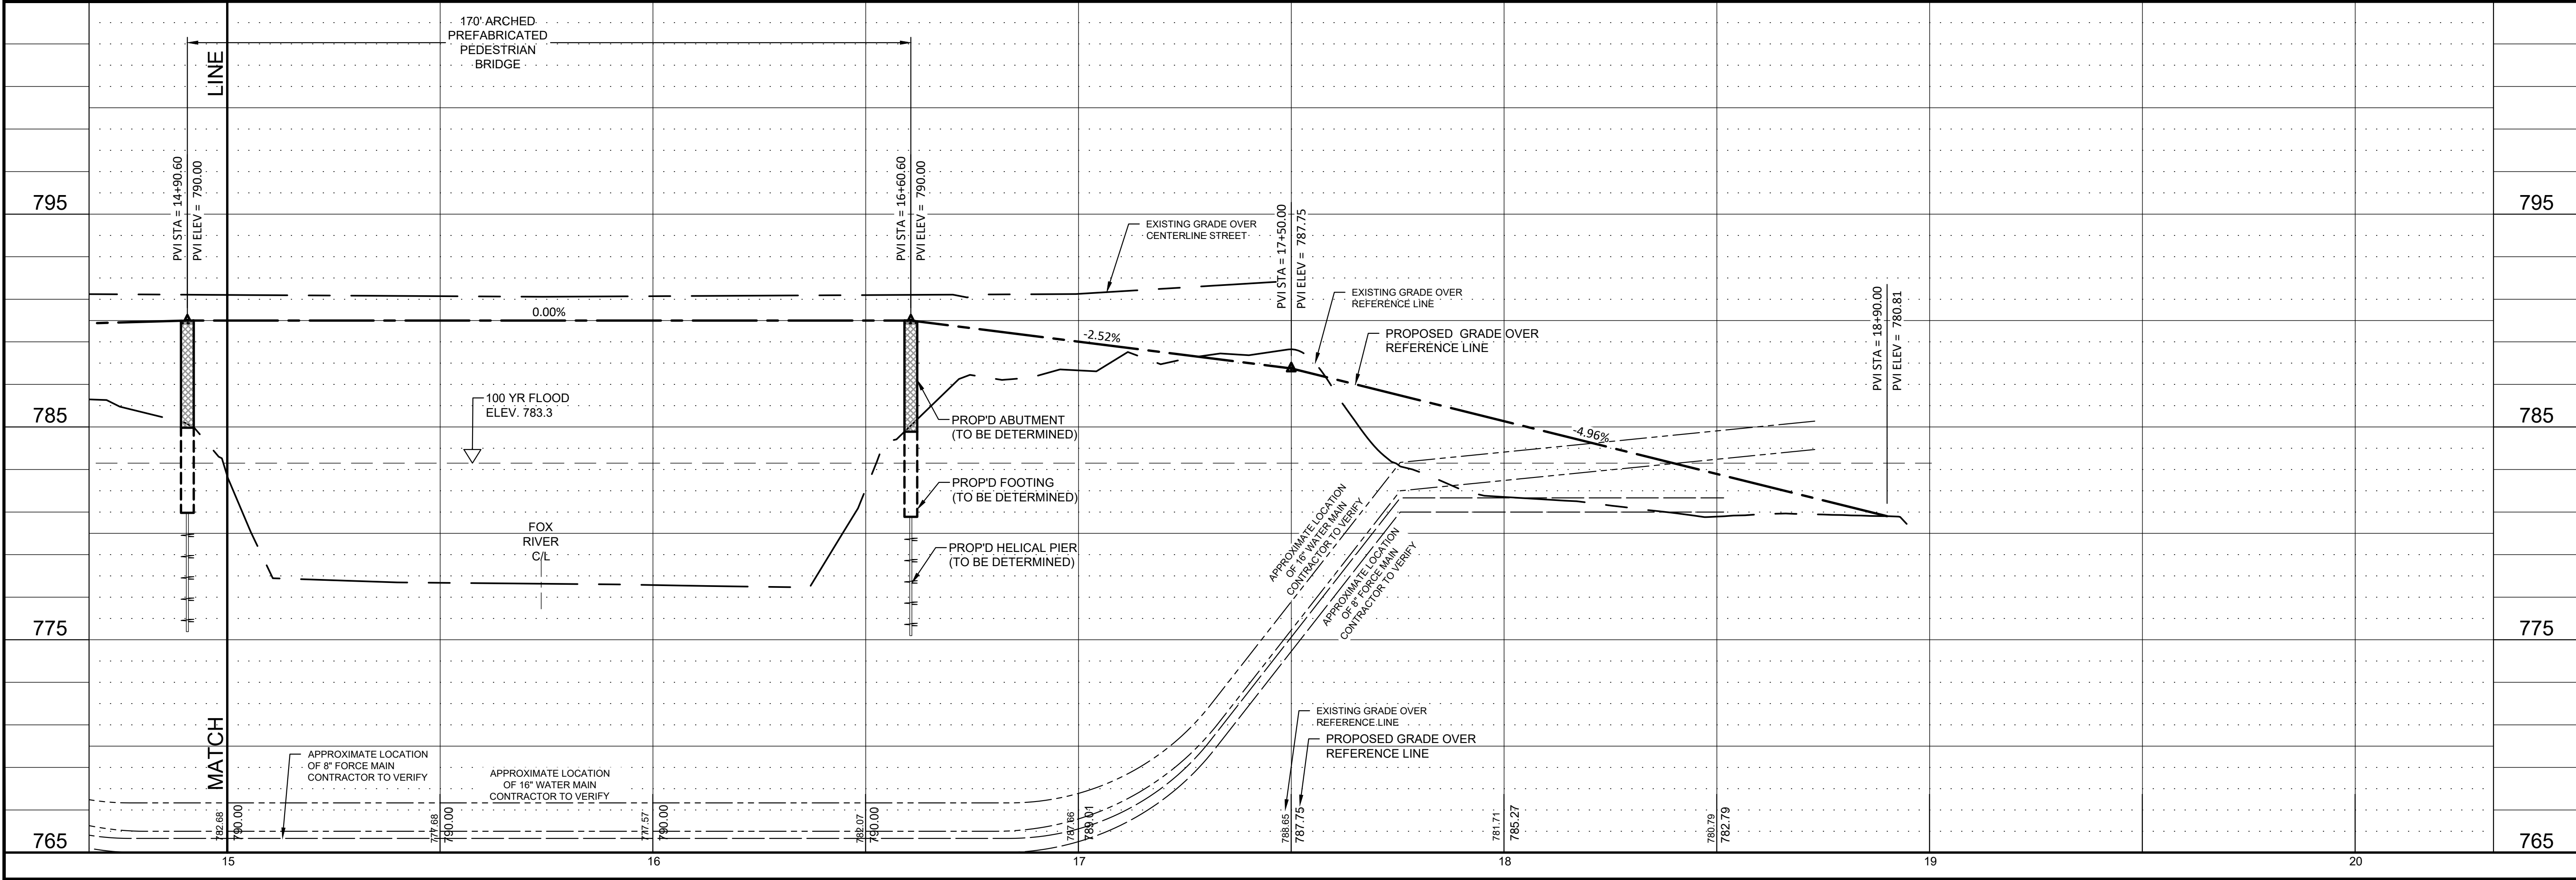 170' ARCHED
PREFABRICATED
PEDESTRIAN
BRIDGE
LINE
MATCH
795
785
775
765
795
785
775
765
PVI STA = 14+90.60
PVI ELEV = 790.00
PVI STA = 16+60.60
PVI ELEV = 790.00
PVI STA = 17+50.00
PVI ELEV = 787.75
PVI STA = 18+90.00
PVI ELEV = 780.81
EXISTING GRADE OVER
CENTERLINE STREET
EXISTING GRADE OVER
REFERENCE LINE
PROPOSED GRADE OVER
REFERENCE LINE
0.00%
-2.52%
-4.96%
100 YR FLOOD
ELEV. 783.3
PROP'D ABUTMENT
(TO BE DETERMINED)
PROP'D FOOTING
(TO BE DETERMINED)
PROP'D HELICAL PIER
(TO BE DETERMINED)
FOX
RIVER
C/L
APPROXIMATE LOCATION
OF 16" WATER MAIN
CONTRACTOR TO VERIFY
APPROXIMATE LOCATION
OF 8" FORCE MAIN
CONTRACTOR TO VERIFY
EXISTING GRADE OVER
REFERENCE LINE
PROPOSED GRADE OVER
REFERENCE LINE
APPROXIMATE LOCATION
OF 8" FORCE MAIN
CONTRACTOR TO VERIFY
APPROXIMATE LOCATION
OF 16" WATER MAIN
CONTRACTOR TO VERIFY
782.68
790.00
777.68
790.00
777.57
790.00
782.07
790.00
787.66
789.01
788.65
787.75
781.71
785.27
780.79
782.79
15
16
17
18
19
20